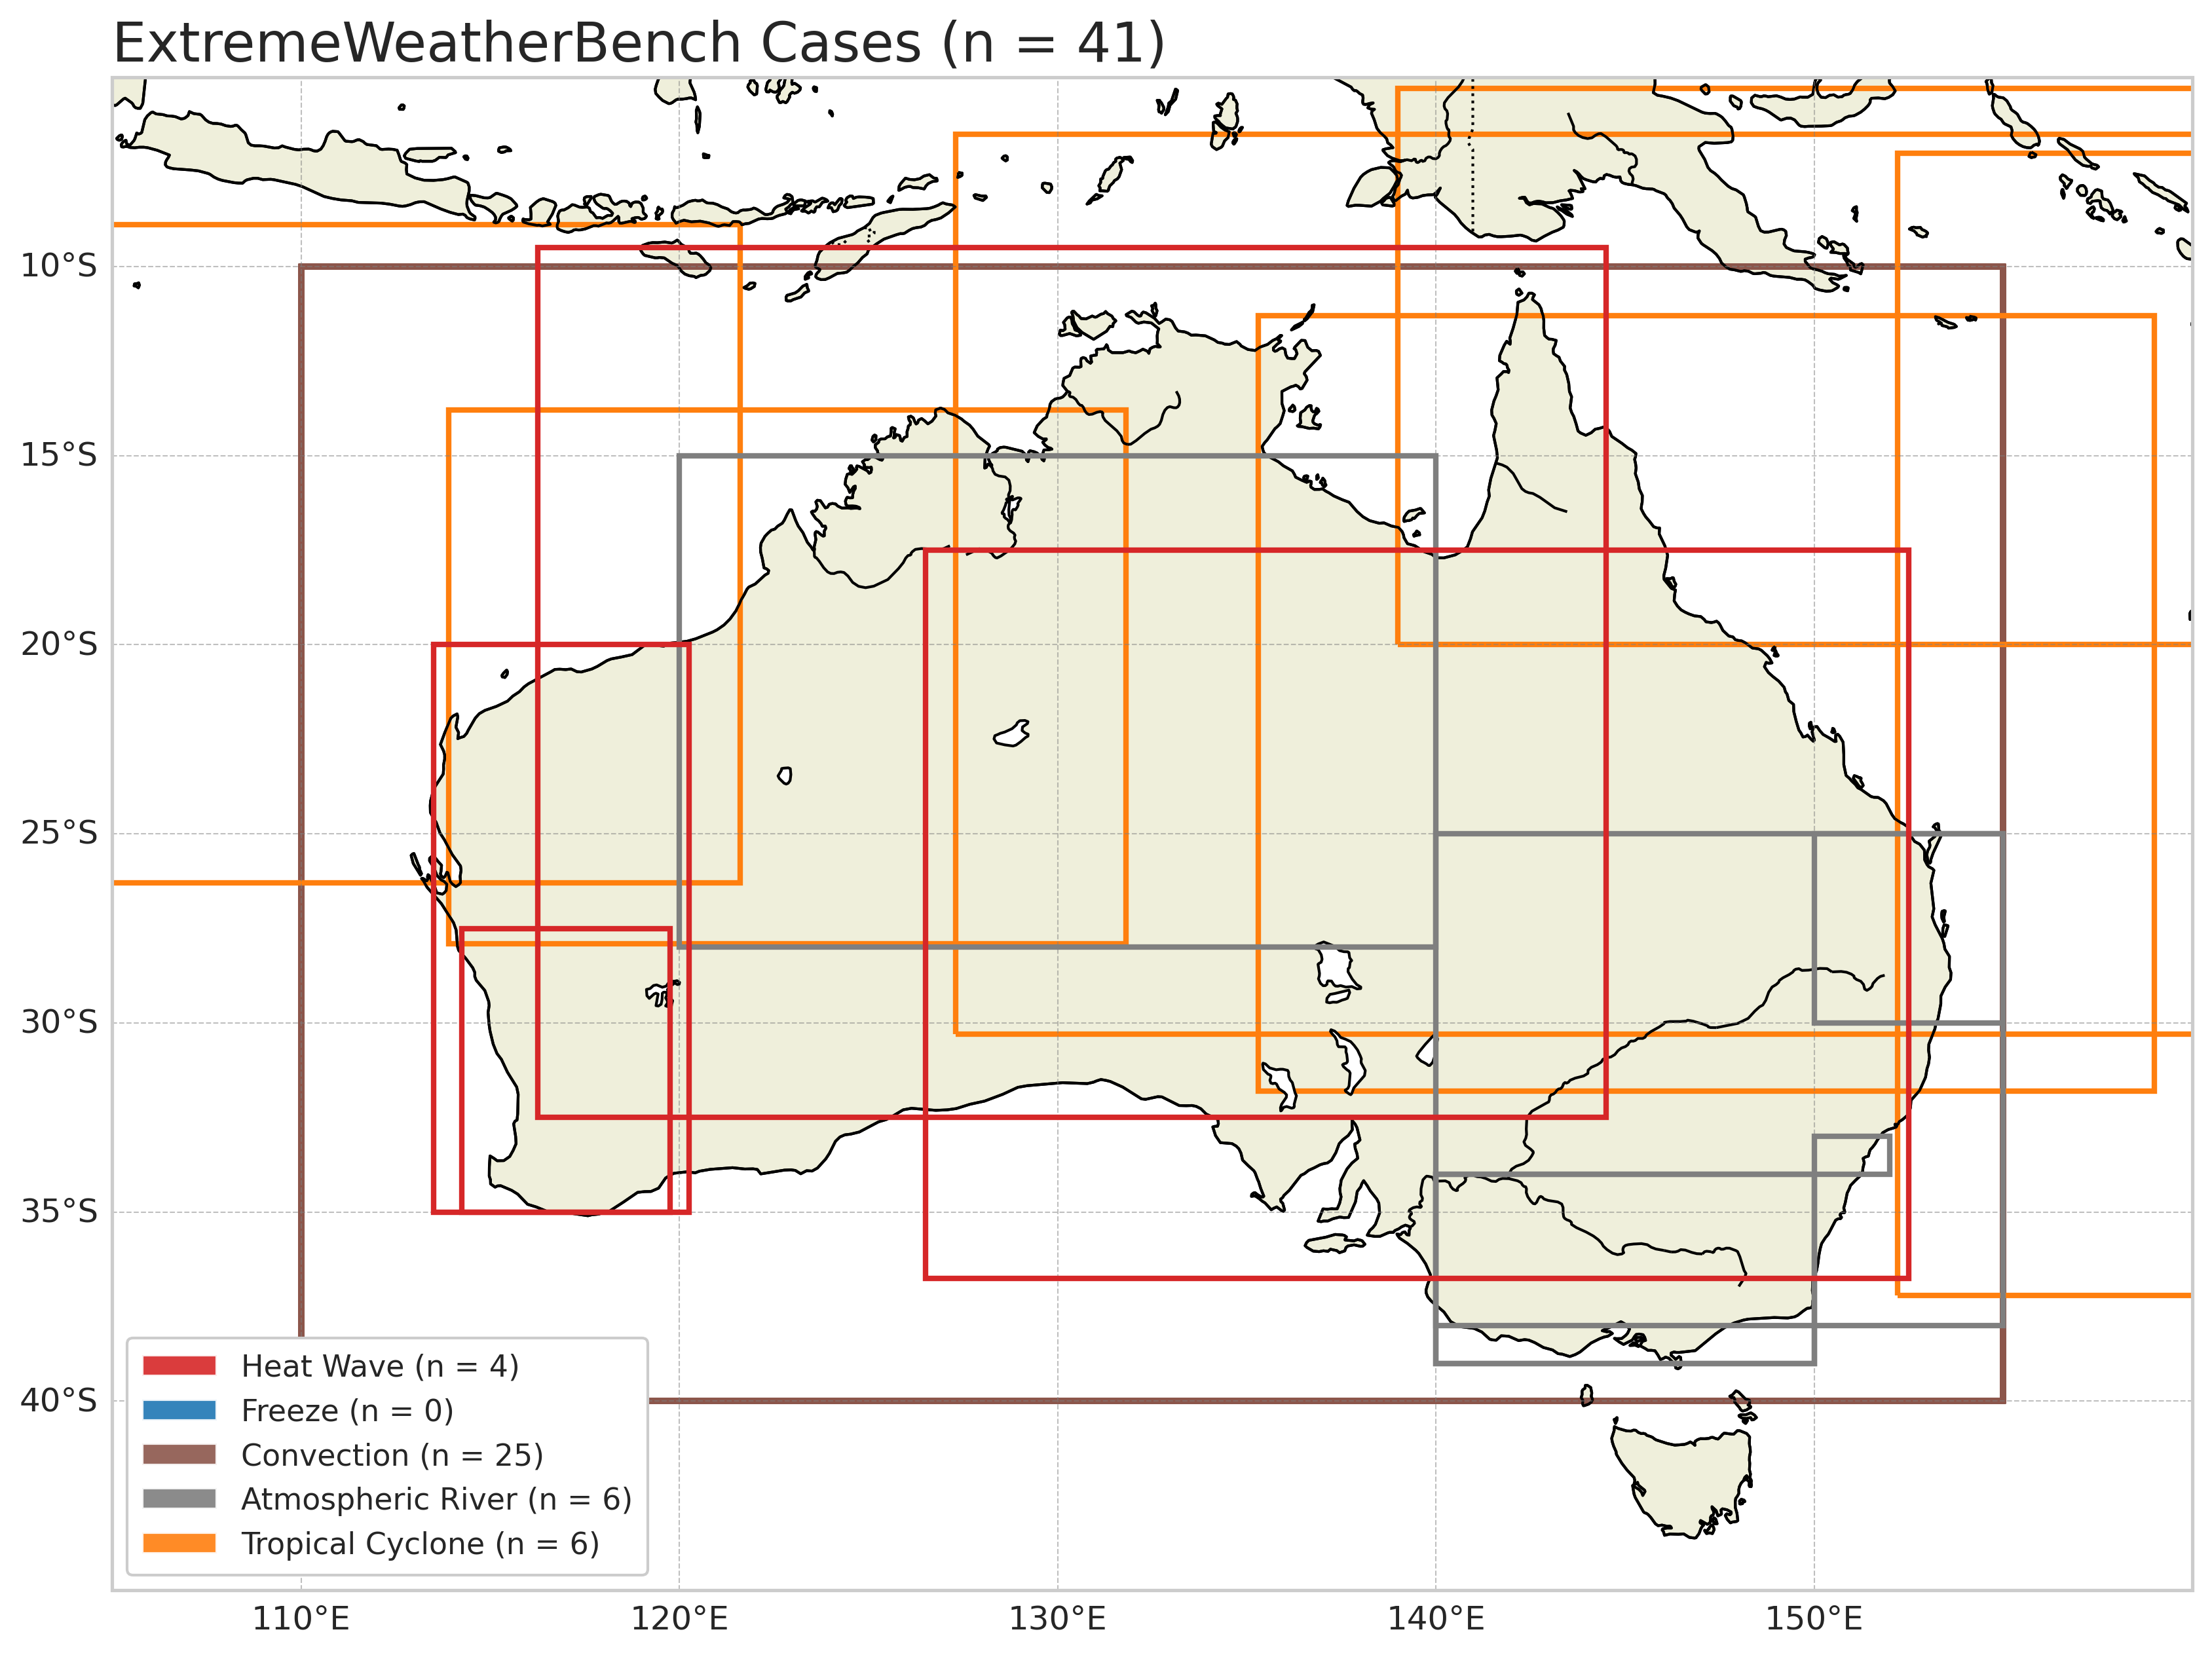 ExtremeWeatherBench Cases (n = 41)
10°S
15°S
20°S
25°S
30°S
35°S
40°S
Heat Wave (n = 4)
Freeze (n = 0)
Convection (n = 25)
Atmospheric River (n = 6)
Tropical Cyclone (n = 6)
110°E
120°E
130°E
140°E
150°E